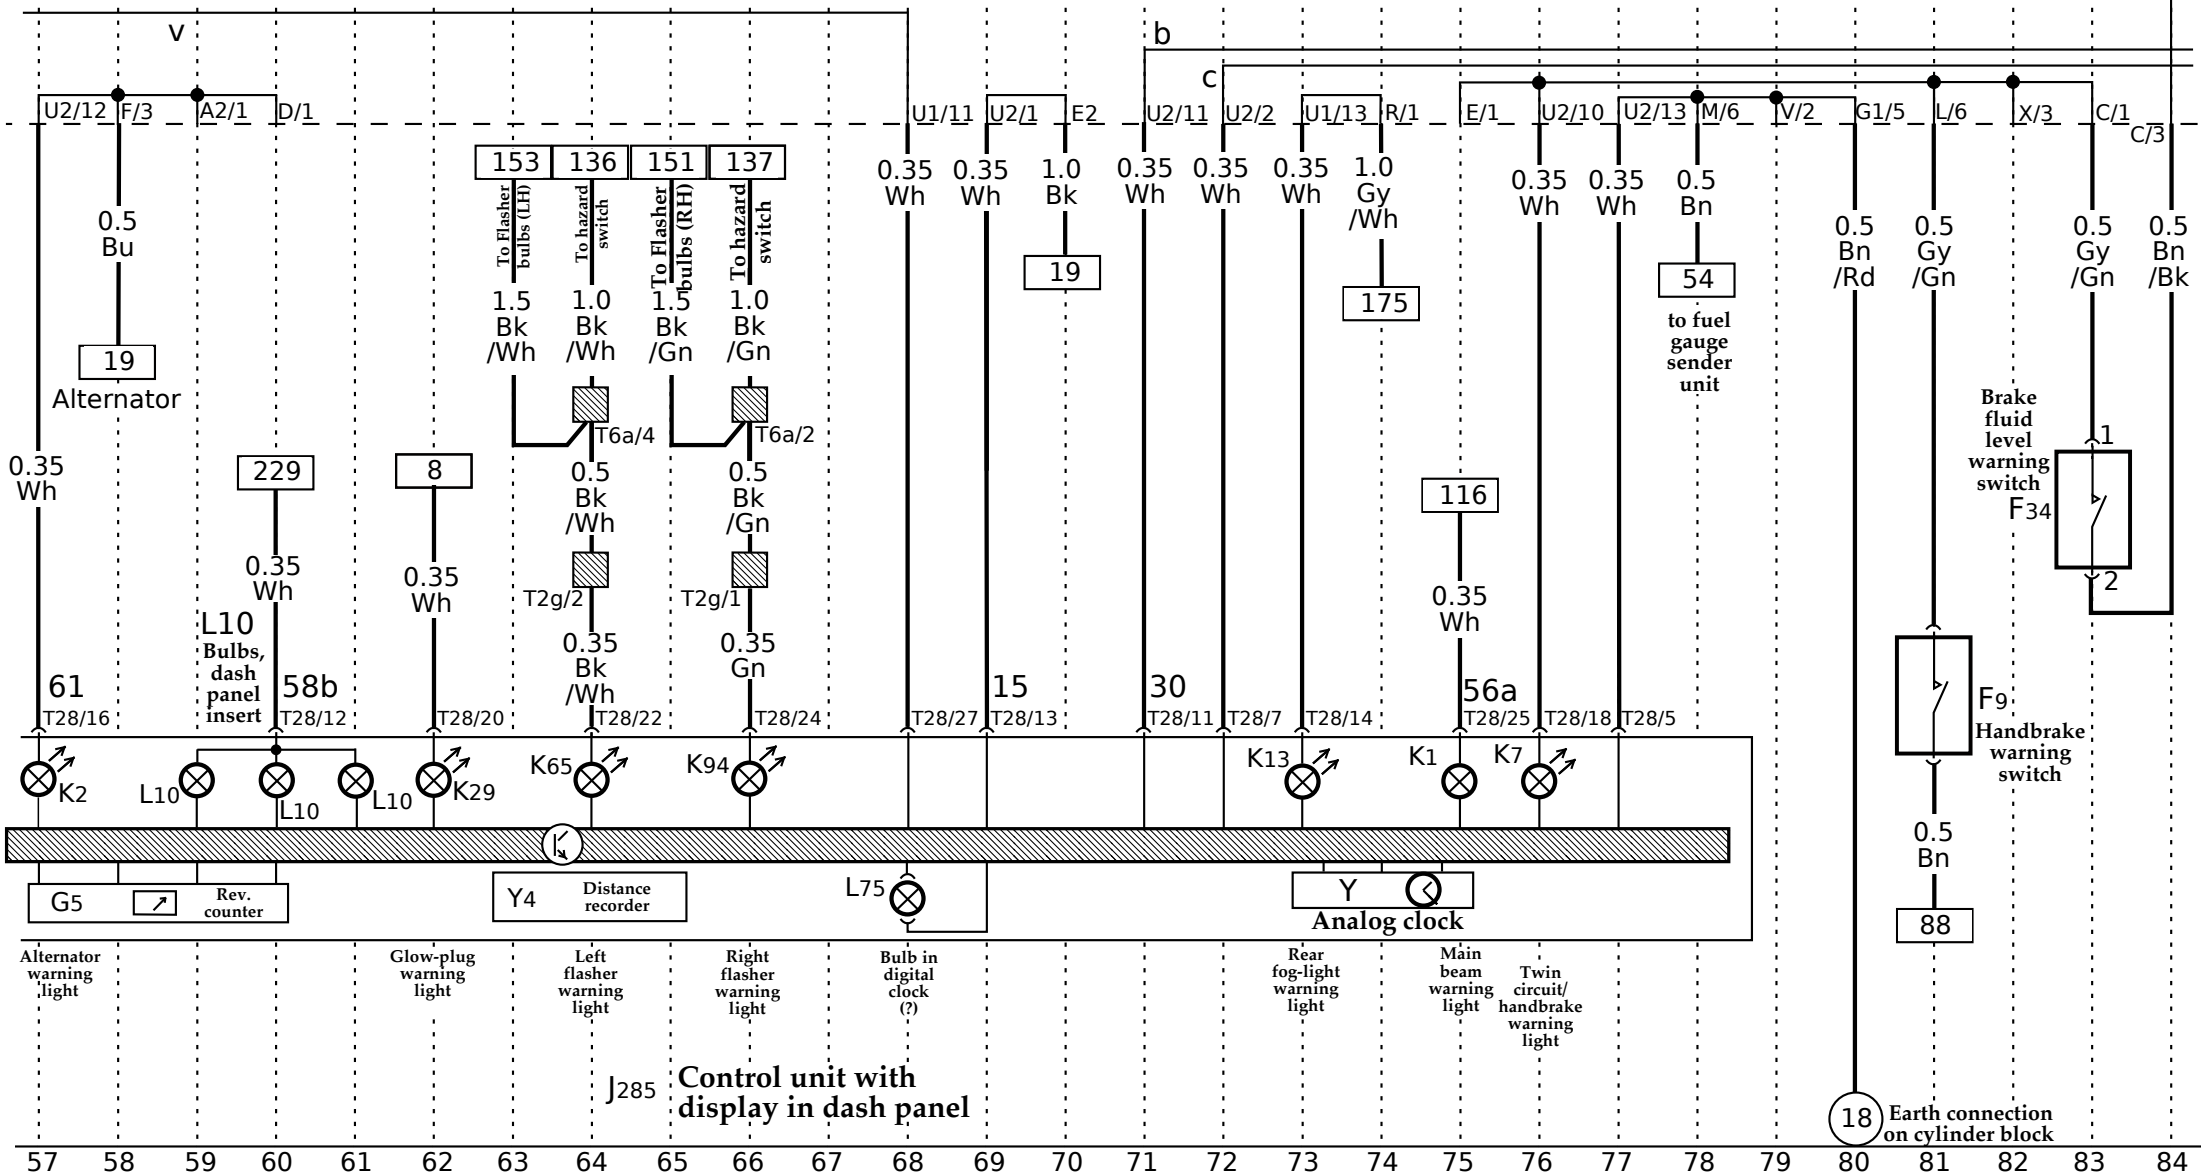 v
b
c
U2/12
F/3
A2/1
D/1
U1/11
U2/1
E2
U2/11
U2/2
U1/13
R/1
E/1
U2/10
U2/13
M/6
V/2
G1/5
L/6
X/3
C/1
C/3
153
136
151
137
To Flasher
bulbs (LH)
To hazard
switch
To Flasher
bulbs (RH)
To hazard
switch
0.35
Wh
0.35
Wh
1.0
Bk
0.35
Wh
0.35
Wh
0.35
Wh
1.0
Gy
/Wh
0.35
Wh
0.35
Wh
0.5
Bn
0.5
Bu
0.5
Bn
/Rd
0.5
Gy
/Gn
0.5
Gy
/Gn
0.5
Bn
/Bk
19
175
54
to fuel
gauge
sender
unit
1.5
Bk
/Wh
1.0
Bk
/Wh
1.5
Bk
/Gn
1.0
Bk
/Gn
19
Alternator
T6a/4
T6a/2
Brake
fluid
level
warning
switch
F34
1
2
0.35
Wh
229
8
0.5
Bk
/Wh
0.5
Bk
/Gn
116
0.35
Wh
0.35
Wh
T2g/2
T2g/1
0.35
Wh
L10
Bulbs,
dash
panel
insert
0.35
Bk
/Wh
0.35
Gn
61
58b
15
30
56a
T28/16
T28/12
T28/20
T28/22
T28/24
T28/27
T28/13
T28/11
T28/7
T28/14
T28/25
T28/18
T28/5
F9
Handbrake
warning
switch
K2
L10
L10
L10
K29
K65
K94
K13
K1
K7
0.5
Bn
88
G5
Rev.
counter
Y4
Distance
recorder
L75
Y
Analog clock
Alternator
warning
light
Glow-plug
warning
light
Left
flasher
warning
light
Right
flasher
warning
light
Bulb in
digital
clock
(?)
Rear
fog-light
warning
light
Main
beam
warning
light
Twin
circuit/
handbrake
warning
light
J285
Control unit with
display in dash panel
18
Earth connection
on cylinder block
57 58 59 60 61 62 63 64 65 66 67 68 69 70 71 72 73 74 75 76 77 78 79 80 81 82 83 84